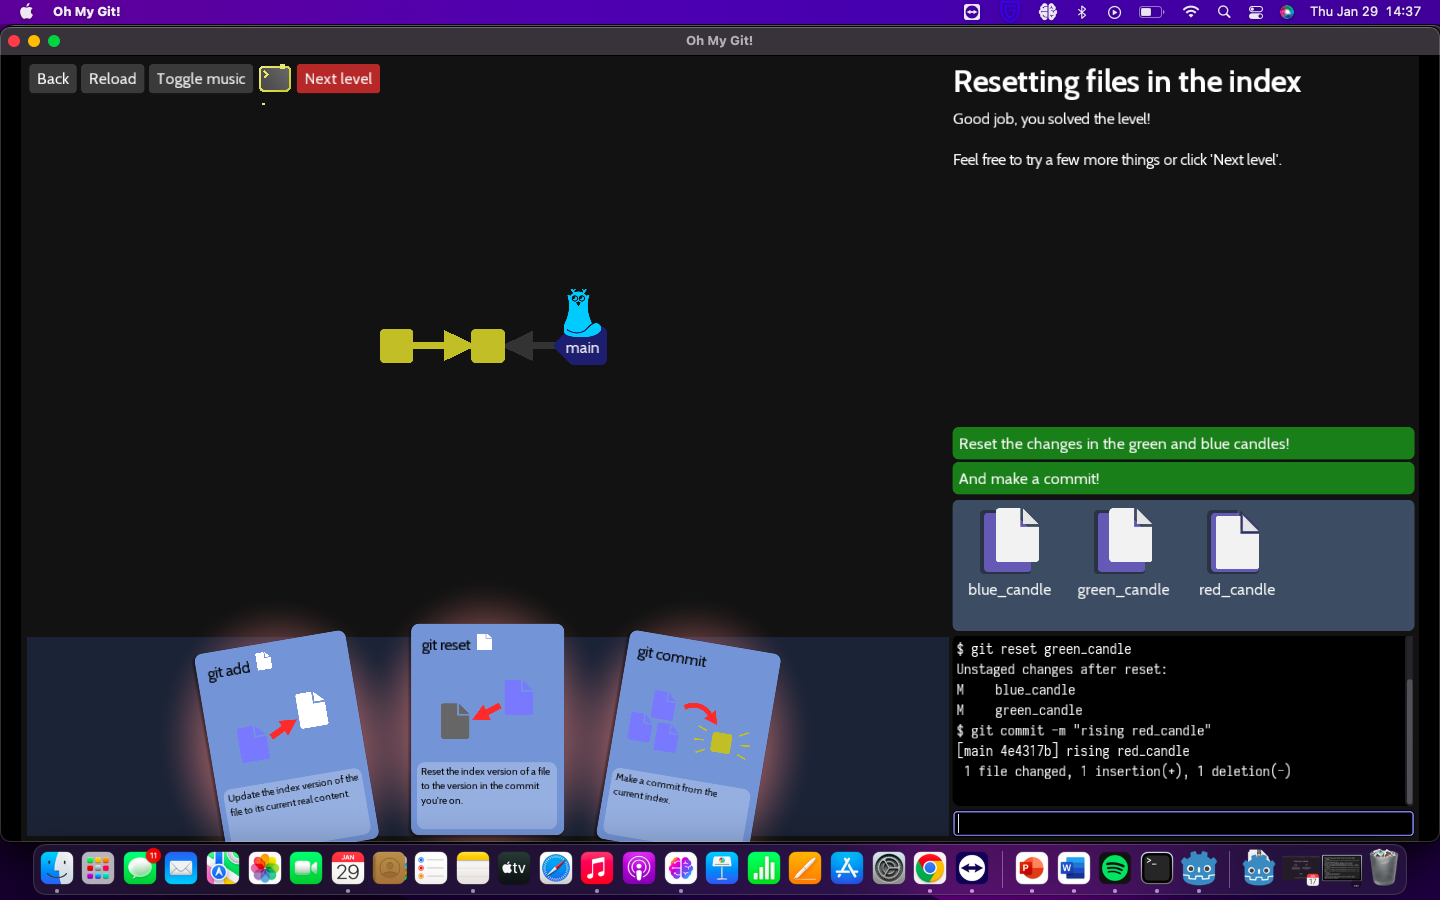 Oh My Git!
Thu Jan 29 14:37
Oh My Git!
Back
Reload
Toggle music
Next level
Resetting files in the index
Good job, you solved the level!
Feel free to try a few more things or click 'Next level'.
main
Reset the changes in the green and blue candles!
And make a commit!
blue_candle
green_candle
red_candle
git add
Update the index version of the
file to its current real content.
git reset
Reset the index version of a file
to the version in the commit
you're on.
git commit
Make a commit from the
current index.
$ git reset green_candle
Unstaged changes after reset:
M blue_candle
M green_candle
$ git commit -m "rising red_candle"
[main 4e4317b] rising red_candle
1 file changed, 1 insertion(+), 1 deletion(-)
11
JAN
29
tv
P
W
>_
17